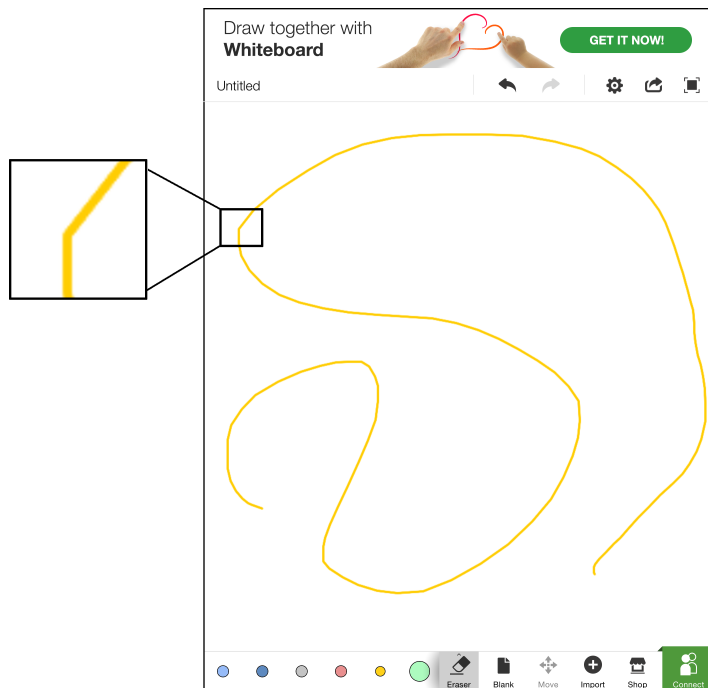 Draw together with
Whiteboard
GET IT NOW!
Untitled
Eraser
Blank
Move
Import
Shop
Connect